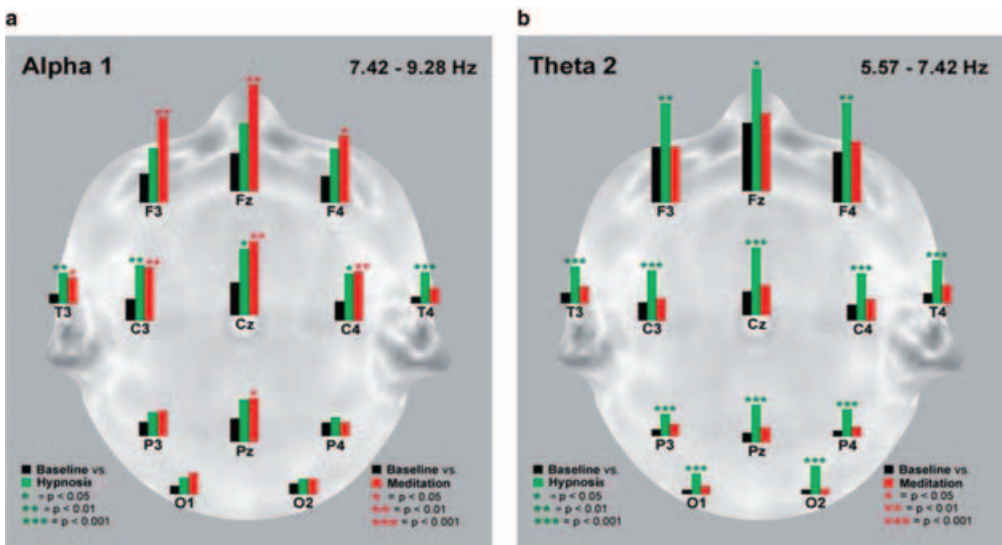 a
Alpha 1 7.42 - 9.28 Hz
** ** *
F3 Fz F4
** * ** ** * ** * ** ***
T3 C3 Cz C4 T4
*
P3 Pz P4
O1 O2
Baseline vs.
Hypnosis
* = p < 0.05
** = p < 0.01
*** = p < 0.001
Baseline vs.
Meditation
* = p < 0.05
** = p < 0.01
*** = p < 0.001
b
Theta 2 5.57 - 7.42 Hz
** * **
F3 Fz F4
*** *** *** *** ***
T3 C3 Cz C4 T4
*** *** ***
P3 Pz P4
*** ***
O1 O2
Baseline vs.
Hypnosis
* = p < 0.05
** = p < 0.01
*** = p < 0.001
Baseline vs.
Meditation
* = p < 0.05
** = p < 0.01
*** = p < 0.001